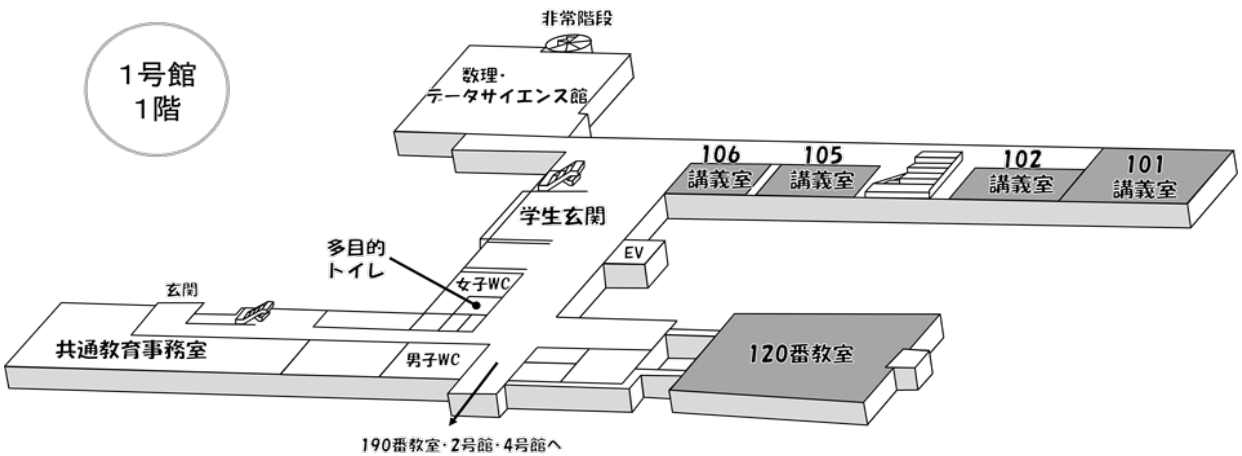 1号館
1階
非常階段
数理・
データサイエンス館
106
講義室
105
講義室
102
講義室
101
講義室
学生玄関
多目的
トイレ
EV
女子WC
玄関
共通教育事務室
男子WC
120番教室
190番教室・2号館・4号館へ